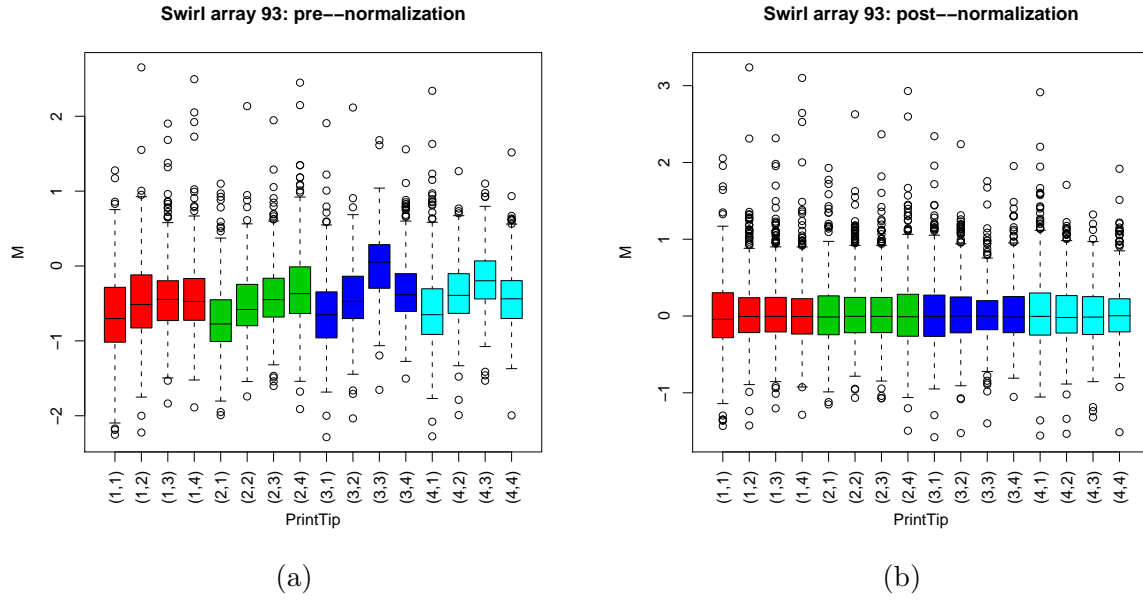 Swirl array 93: pre−−normalization
M
2
1
0
−1
−2
(1,1) (1,2) (1,3) (1,4) (2,1) (2,2) (2,3) (2,4) (3,1) (3,2) (3,3) (3,4) (4,1) (4,2) (4,3) (4,4)
PrintTip
(a)
Swirl array 93: post−−normalization
M
3
2
1
0
−1
(1,1) (1,2) (1,3) (1,4) (2,1) (2,2) (2,3) (2,4) (3,1) (3,2) (3,3) (3,4) (4,1) (4,2) (4,3) (4,4)
PrintTip
(b)